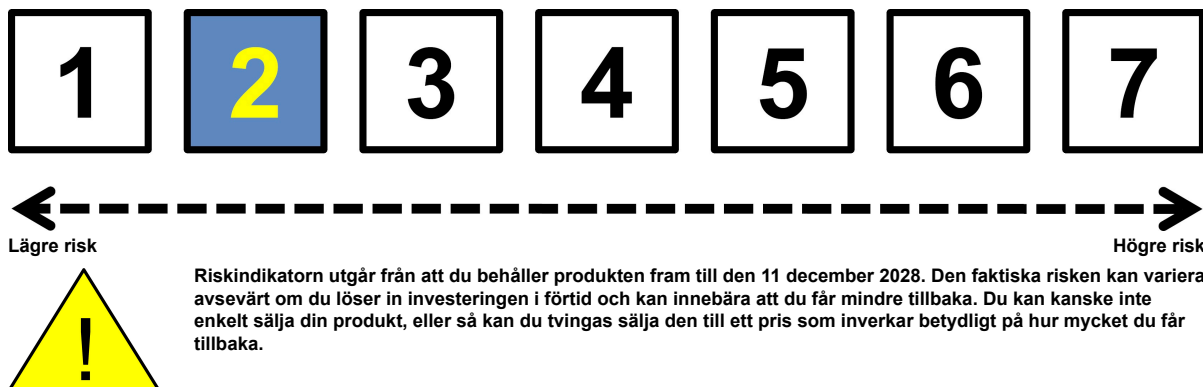 1 2 3 4 5 6 7
Lägre risk Högre risk
Riskindikatorn utgår från att du behåller produkten fram till den 11 december 2028. Den faktiska risken kan variera
avsevärt om du löser in investeringen i förtid och kan innebära att du får mindre tillbaka. Du kan kanske inte
enkelt sälja din produkt, eller så kan du tvingas sälja den till ett pris som inverkar betydligt på hur mycket du får
tillbaka.
!